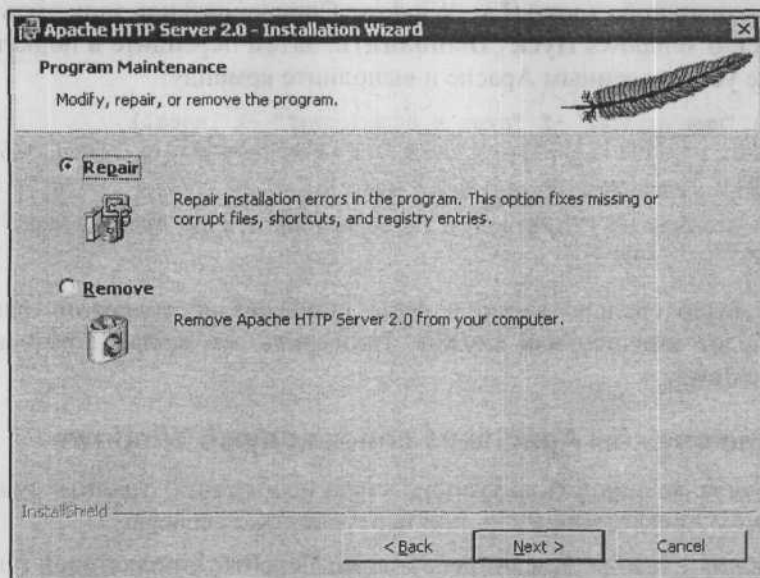 Apache HTTP Server 2.0 - Installation Wizard
Program Maintenance
Modify, repair, or remove the program.
Repair
Repair installation errors in the program. This option fixes missing or
corrupt files, shortcuts, and registry entries.
Remove
Remove Apache HTTP Server 2.0 from your computer.
InstallShield
< Back
Next >
Cancel